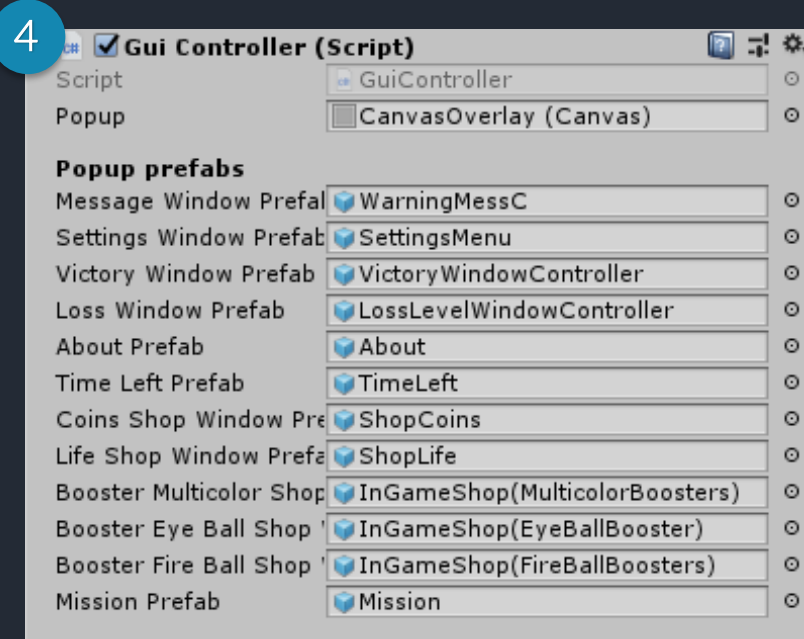 4
c# Gui Controller (Script)
Script GuiController
Popup CanvasOverlay (Canvas)
Popup prefabs
Message Window Prefal WarningMessC
Settings Window Prefab SettingsMenu
Victory Window Prefab VictoryWindowController
Loss Window Prefab LossLevelWindowController
About Prefab About
Time Left Prefab TimeLeft
Coins Shop Window Pre ShopCoins
Life Shop Window Prefa ShopLife
Booster Multicolor Shop InGameShop(MulticolorBoosters)
Booster Eye Ball Shop InGameShop(EyeBallBooster)
Booster Fire Ball Shop InGameShop(FireBallBoosters)
Mission Prefab Mission